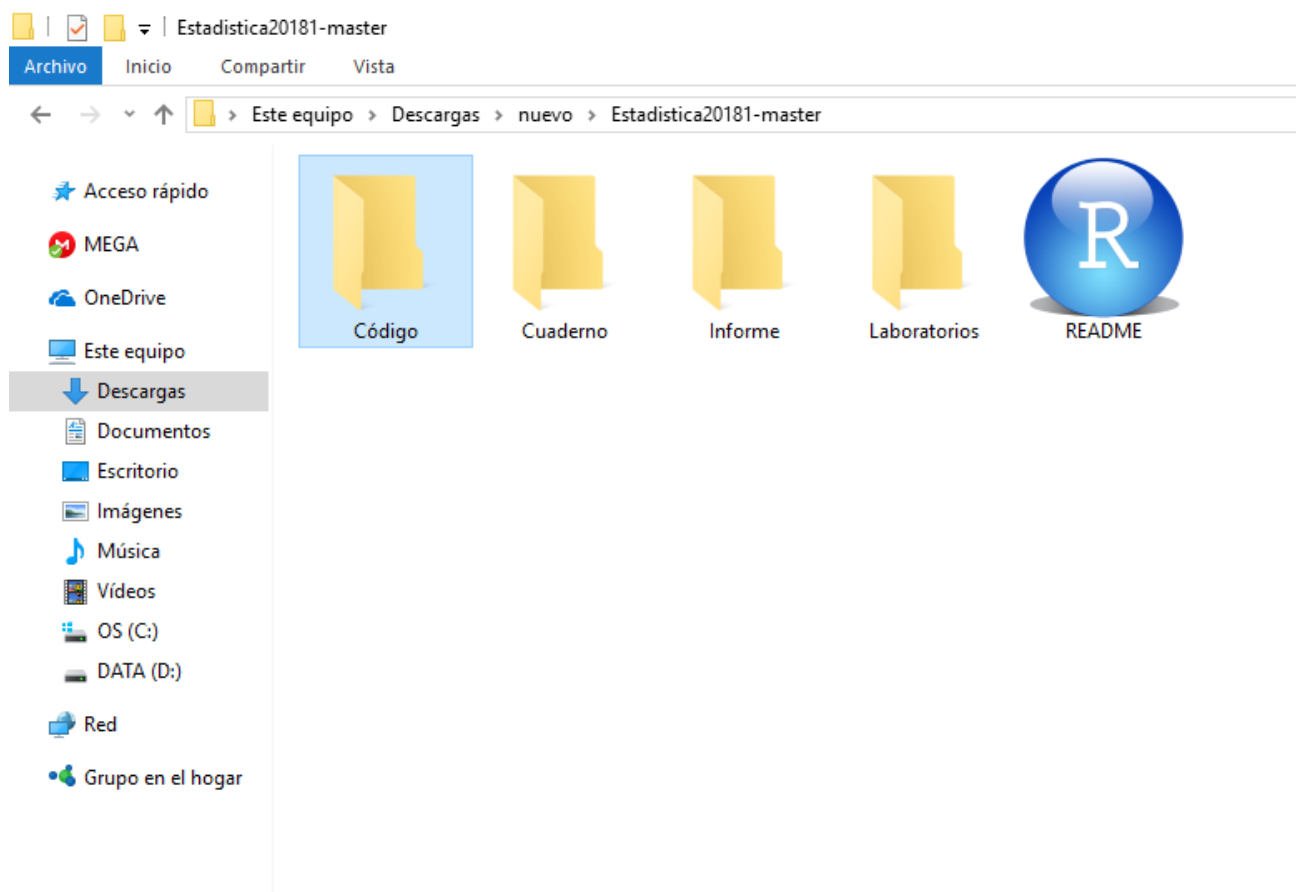 Estadistica20181-master
Archivo Inicio Compartir Vista
Este equipo > Descargas > nuevo > Estadistica20181-master
Acceso rápido
MEGA
OneDrive
Este equipo
Descargas
Documentos
Escritorio
Imágenes
Música
Vídeos
OS (C:)
DATA (D:)
Red
Grupo en el hogar
R
Código Cuaderno Informe Laboratorios README